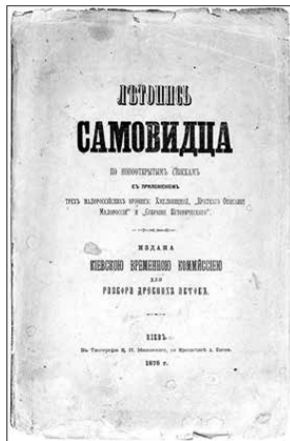 ЛѢТОПИСЬ
САМОВИДЦА
ПО НОВООТКРЫТЫМЪ СПИСКАМЪ
СЪ ПРИЛОЖЕНІЕМЪ
ТРЕХЪ МАЛОРОССІЙСКИХЪ ХРОНИКЪ: ХМЕЛЬНИЦКОЙ, „КРАТКАГО ОПИСАНІЯ
МАЛОРОССІИ“ И „СОБРАНІЯ ИСТОРИЧЕСКАГО“.
ИЗДАНА
КІЕВСКОЮ ВРЕМЕННОЮ КОММИССІЕЮ
ДЛЯ
РАЗБОРА ДРЕВНИХЪ АКТОВЪ.
КІЕВЪ.
Въ Типографіи
1878 г.